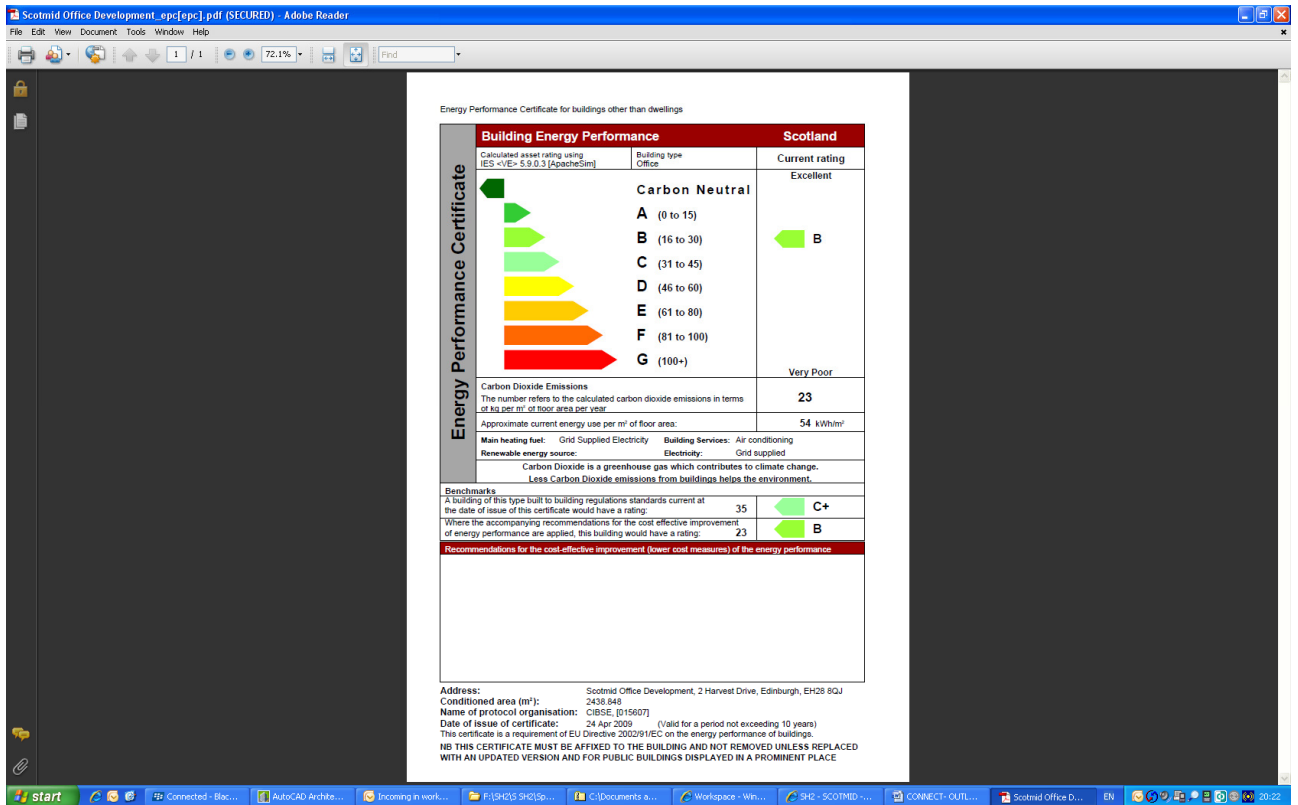 Scotmid Office Development_epc[epc].pdf (SECURED) - Adobe Reader
File Edit View Document Tools Window Help
1 / 1 72.1% Find
Energy Performance Certificate for buildings other than dwellings
Energy Performance Certificate
Building Energy Performance Scotland
Calculated asset rating using
IES <VE> 5.9.0.3 [ApacheSim]
Building type
Office
Current rating
Excellent
Carbon Neutral
A (0 to 15)
B (16 to 30) B
C (31 to 45)
D (46 to 60)
E (61 to 80)
F (81 to 100)
G (100+)
Very Poor
Carbon Dioxide Emissions
The number refers to the calculated carbon dioxide emissions in terms
of kg per m² of floor area per year
23
Approximate current energy use per m² of floor area: 54 kWh/m²
Main heating fuel: Grid Supplied Electricity Building Services: Air conditioning
Renewable energy source: Electricity: Grid supplied
Carbon Dioxide is a greenhouse gas which contributes to climate change.
Less Carbon Dioxide emissions from buildings helps the environment.
Benchmarks
A building of this type built to building regulations standards current at
the date of issue of this certificate would have a rating: 35 C+
Where the accompanying recommendations for the cost effective improvement
of energy performance are applied, this building would have a rating: 23 B
Recommendations for the cost-effective improvement (lower cost measures) of the energy performance
Address: Scotmid Office Development, 2 Harvest Drive, Edinburgh, EH28 8QJ
Conditioned area (m²): 2438.848
Name of protocol organisation: CIBSE, [015607]
Date of issue of certificate: 24 Apr 2009 (Valid for a period not exceeding 10 years)
This certificate is a requirement of EU Directive 2002/91/EC on the energy performance of buildings.
NB THIS CERTIFICATE MUST BE AFFIXED TO THE BUILDING AND NOT REMOVED UNLESS REPLACED
WITH AN UPDATED VERSION AND FOR PUBLIC BUILDINGS DISPLAYED IN A PROMINENT PLACE
start Connected - Blac... AutoCAD Archite... Incoming in work... F:\SH2\S SH2\Sp... C:\Documents a... Workspace - Win... SH2 - SCOTMID -... CONNECT- OUTL... Scotmid Office D... EN 20:22